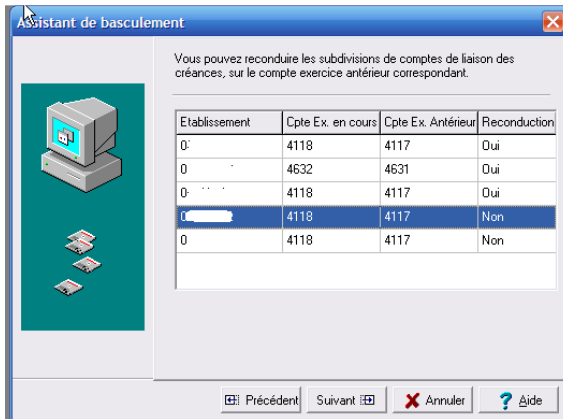 Assistant de basculement
Vous pouvez reconduire les subdivisions de comptes de liaison des
créances, sur le compte exercice antérieur correspondant.
Etablissement Cpte Ex. en cours Cpte Ex. Antérieur Reconduction
0 4118 4117 Oui
0 4632 4631 Oui
0 4118 4117 Oui
0 4118 4117 Non
0 4118 4117 Non
Précédent Suivant Annuler ? Aide